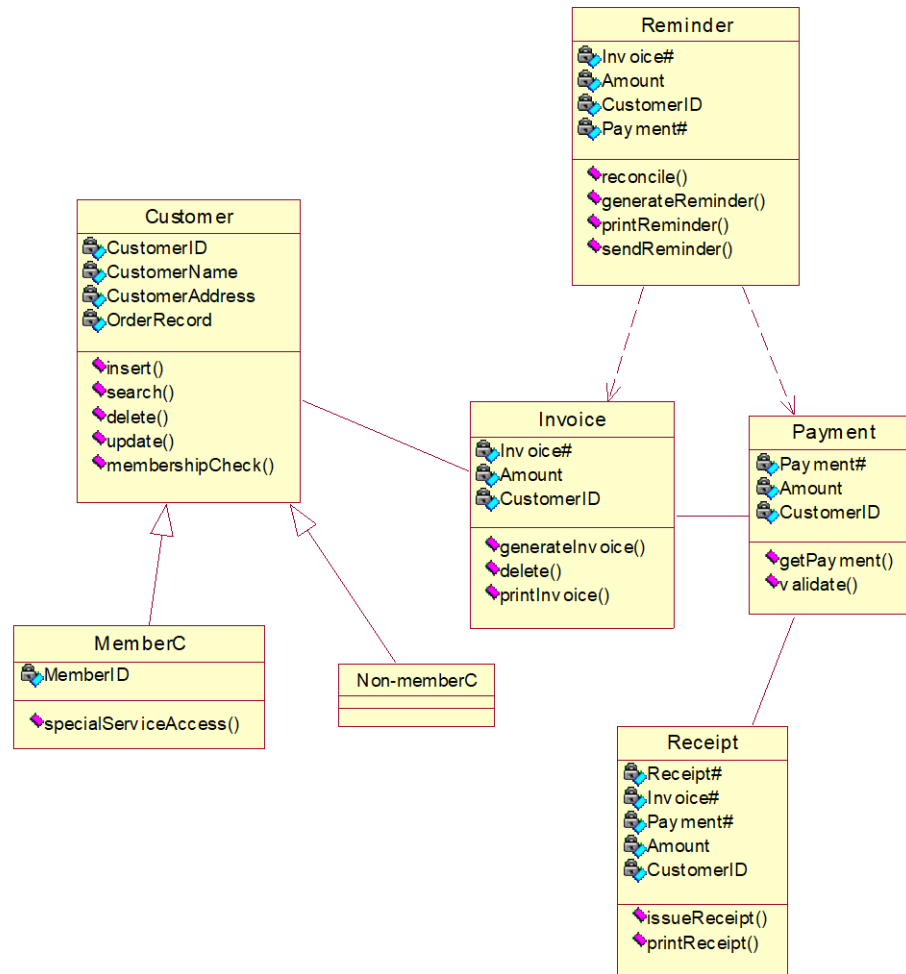 Reminder
Invoice#
Amount
CustomerID
Payment#
reconcile()
generateReminder()
printReminder()
sendReminder()
Customer
CustomerID
CustomerName
CustomerAddress
OrderRecord
insert()
search()
delete()
update()
membershipCheck()
Invoice
Invoice#
Amount
CustomerID
generateInvoice()
delete()
printInvoice()
Payment
Payment#
Amount
CustomerID
getPayment()
validate()
MemberC
MemberID
specialServiceAccess()
Non-memberC
Receipt
Receipt#
Invoice#
Payment#
Amount
CustomerID
issueReceipt()
printReceipt()